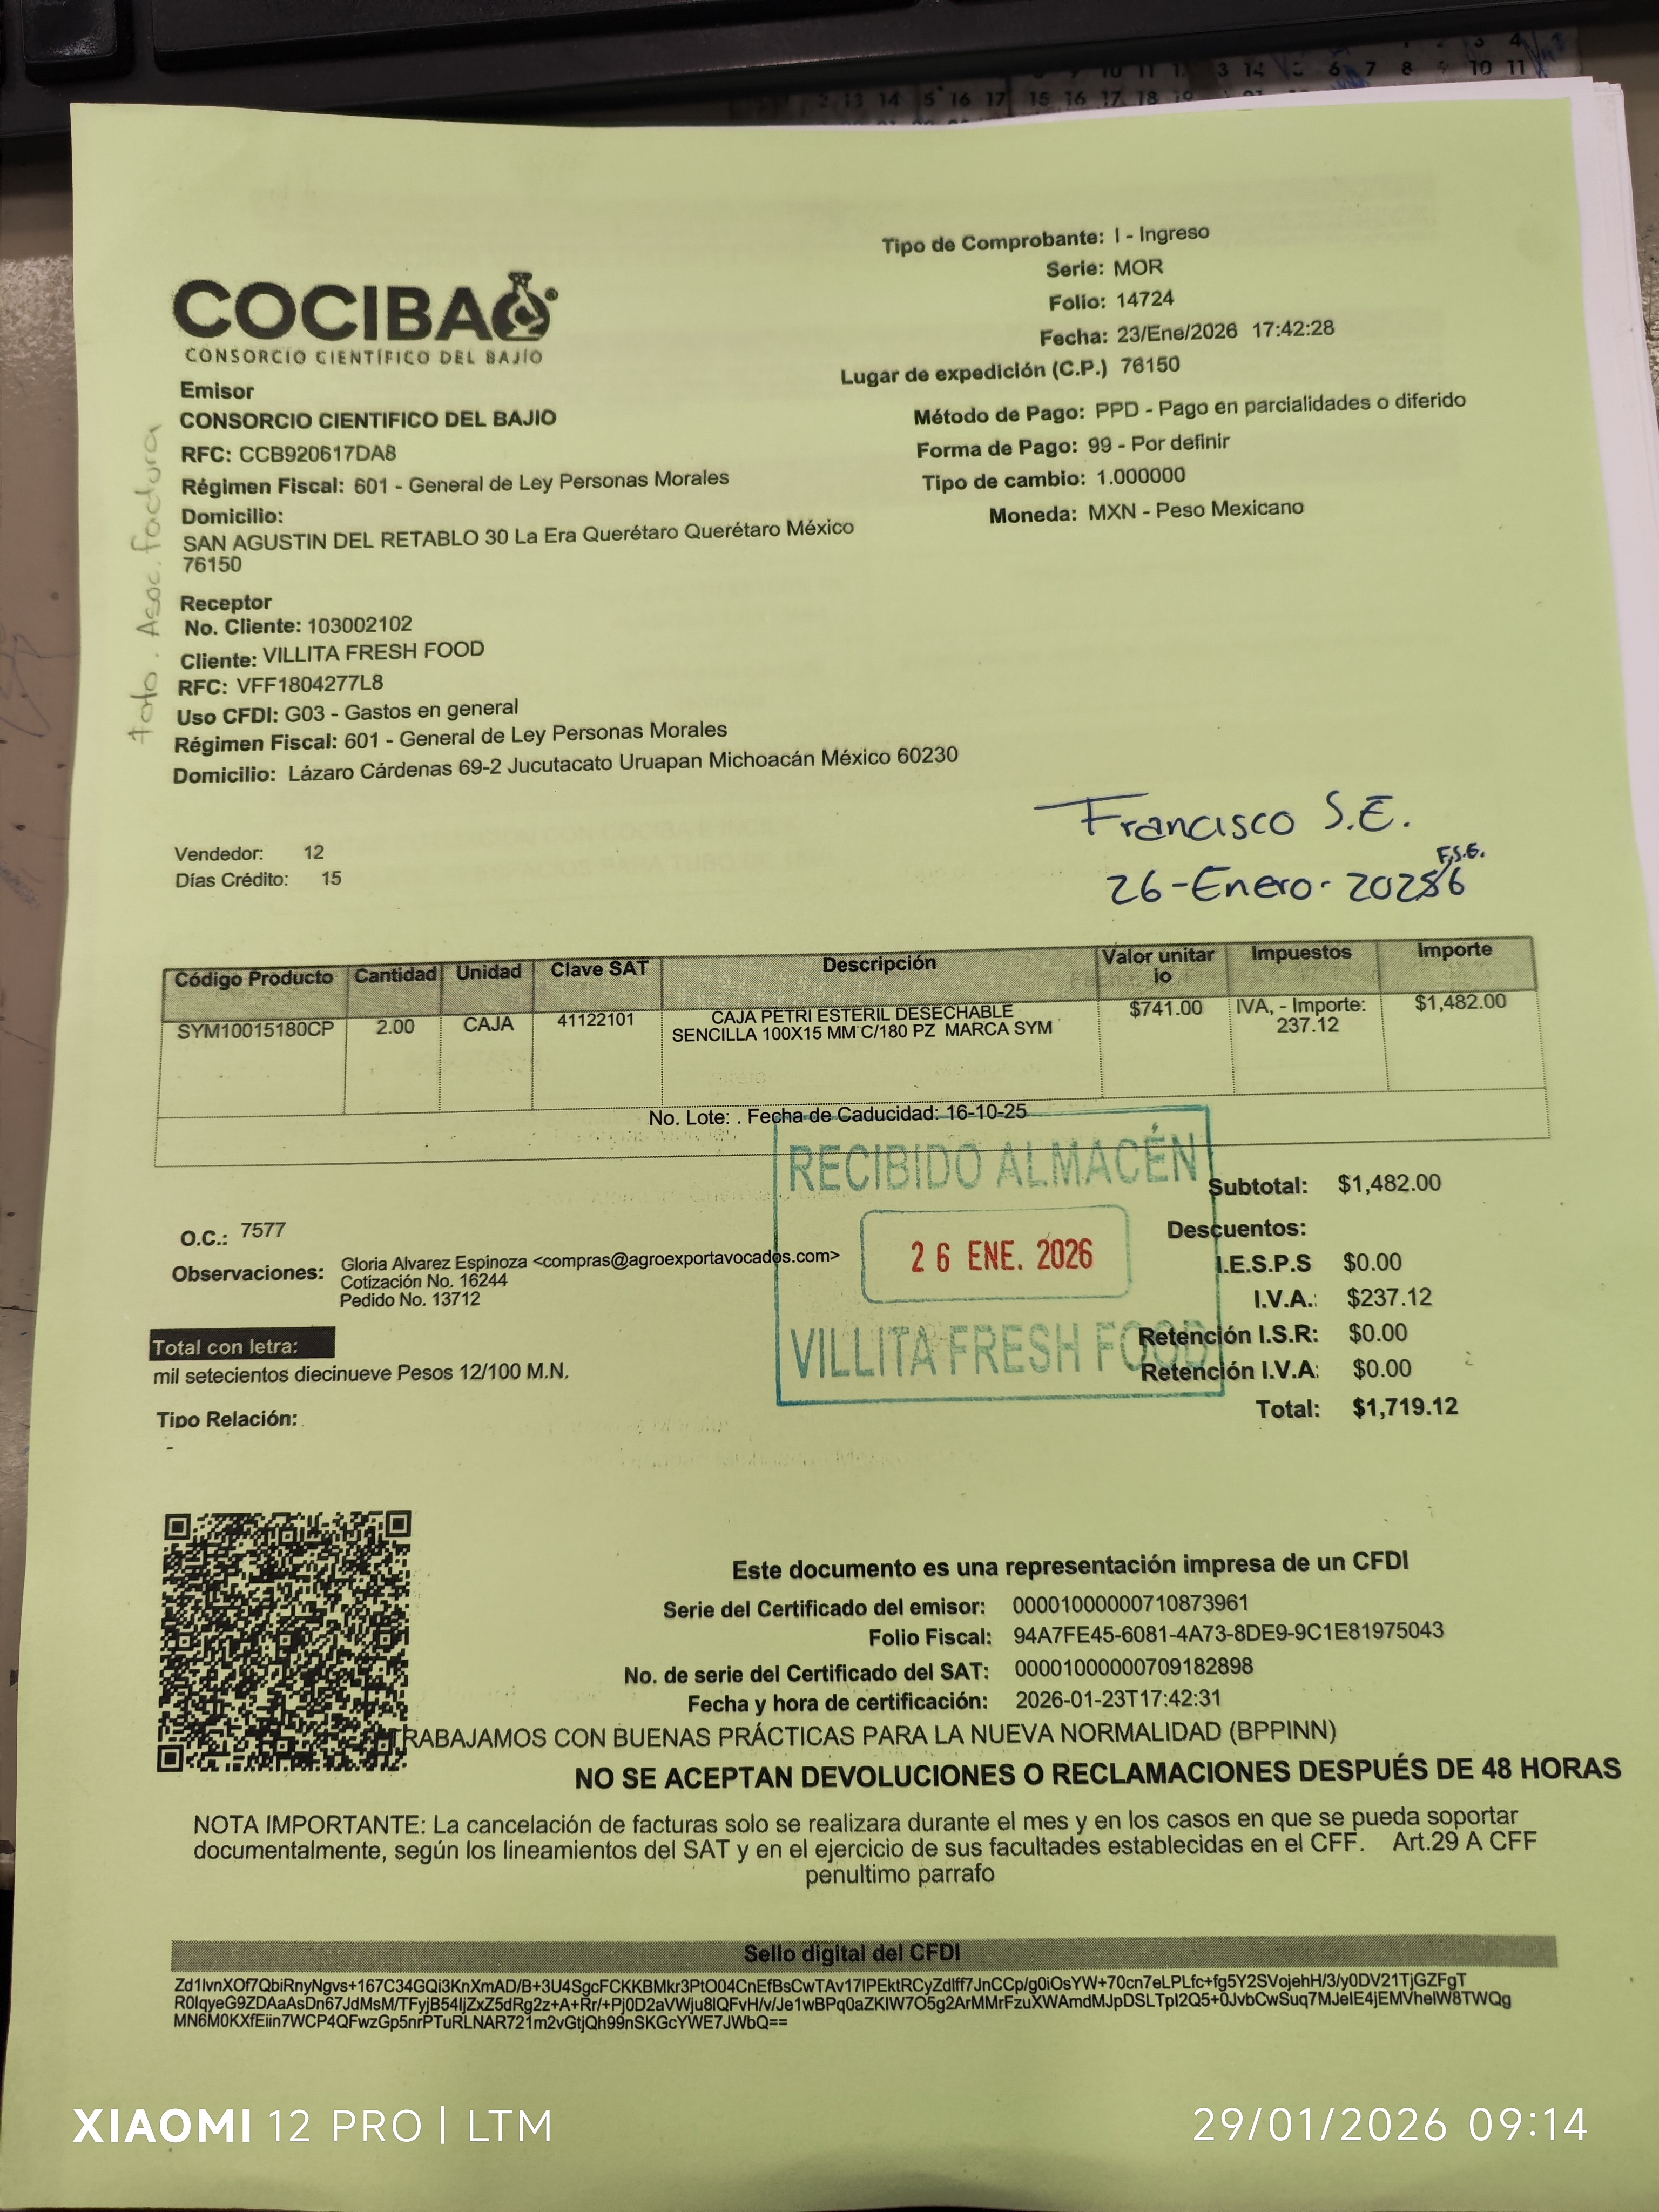 Tipo de Comprobante: I - Ingreso
Serie: MOR
Folio: 14724
Fecha: 23/Ene/2026 17:42:28
Lugar de expedición (C.P.) 76150
Método de Pago: PPD - Pago en parcialidades o diferido
Forma de Pago: 99 - Por definir
Tipo de cambio: 1.000000
Moneda: MXN - Peso Mexicano
COCIBA
CONSORCIO CIENTÍFICO DEL BAJÍO
Emisor
CONSORCIO CIENTIFICO DEL BAJIO
RFC: CCB920617DA8
Régimen Fiscal: 601 - General de Ley Personas Morales
Domicilio:
SAN AGUSTIN DEL RETABLO 30 La Era Querétaro Querétaro México
76150
Receptor
No. Cliente: 103002102
Cliente: VILLITA FRESH FOOD
RFC: VFF1804277L8
Uso CFDI: G03 - Gastos en general
Régimen Fiscal: 601 - General de Ley Personas Morales
Domicilio: Lázaro Cárdenas 69-2 Jucutacato Uruapan Michoacán México 60230
Asoc. factura
Francisco S.E.
F.S.E.
26-Enero-2026
Vendedor: 12
Días Crédito: 15
Código Producto Cantidad Unidad Clave SAT Descripción Valor unitar io Impuestos Importe
SYM10015180CP 2.00 CAJA 41122101 CAJA PETRI ESTERIL DESECHABLE $741.00 IVA, - Importe: $1,482.00
SENCILLA 100X15 MM C/180 PZ MARCA SYM 237.12
No. Lote: . Fecha de Caducidad: 16-10-25
RECIBIDO ALMACÉN
26 ENE. 2026
VILLITA FRESH FOOD
Subtotal: $1,482.00
Descuentos:
I.E.S.P.S $0.00
I.V.A.: $237.12
Retención I.S.R: $0.00
Retención I.V.A: $0.00
Total: $1,719.12
O.C.: 7577
Observaciones: Gloria Alvarez Espinoza <compras@agroexportavocados.com>
Cotización No. 16244
Pedido No. 13712
Total con letra:
mil setecientos diecinueve Pesos 12/100 M.N.
Tipo Relación:
-
Este documento es una representación impresa de un CFDI
Serie del Certificado del emisor: 00001000000710873961
Folio Fiscal: 94A7FE45-6081-4A73-8DE9-9C1E81975043
No. de serie del Certificado del SAT: 00001000000709182898
Fecha y hora de certificación: 2026-01-23T17:42:31
TRABAJAMOS CON BUENAS PRÁCTICAS PARA LA NUEVA NORMALIDAD (BPPINN)
NO SE ACEPTAN DEVOLUCIONES O RECLAMACIONES DESPUÉS DE 48 HORAS
NOTA IMPORTANTE: La cancelación de facturas solo se realizara durante el mes y en los casos en que se pueda soportar
documentalmente, según los lineamientos del SAT y en el ejercicio de sus facultades establecidas en el CFF. Art.29 A CFF
penultimo parrafo
Sello digital del CFDI
XIAOMI 12 PRO | LTM
29/01/2026 09:14